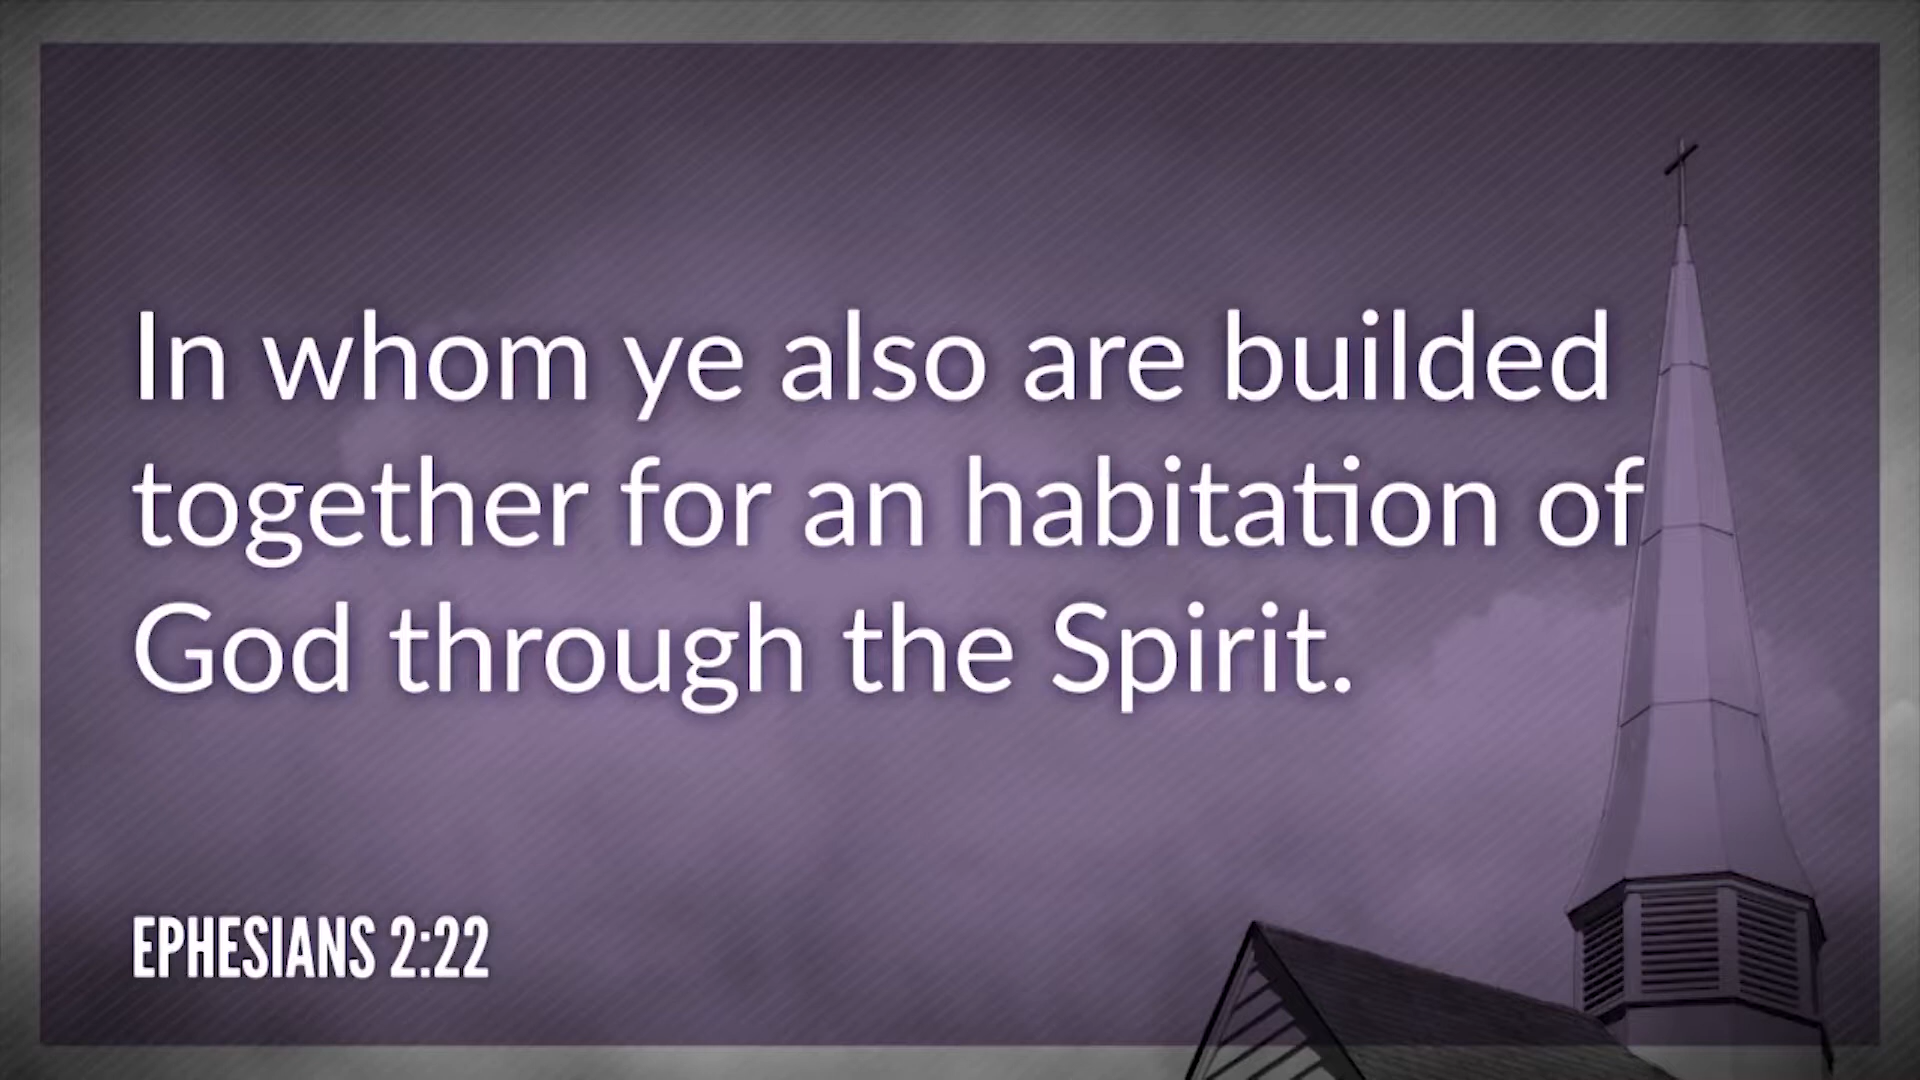 In whom ye also are builded
together for an habitation of
God through the Spirit.
EPHESIANS 2:22